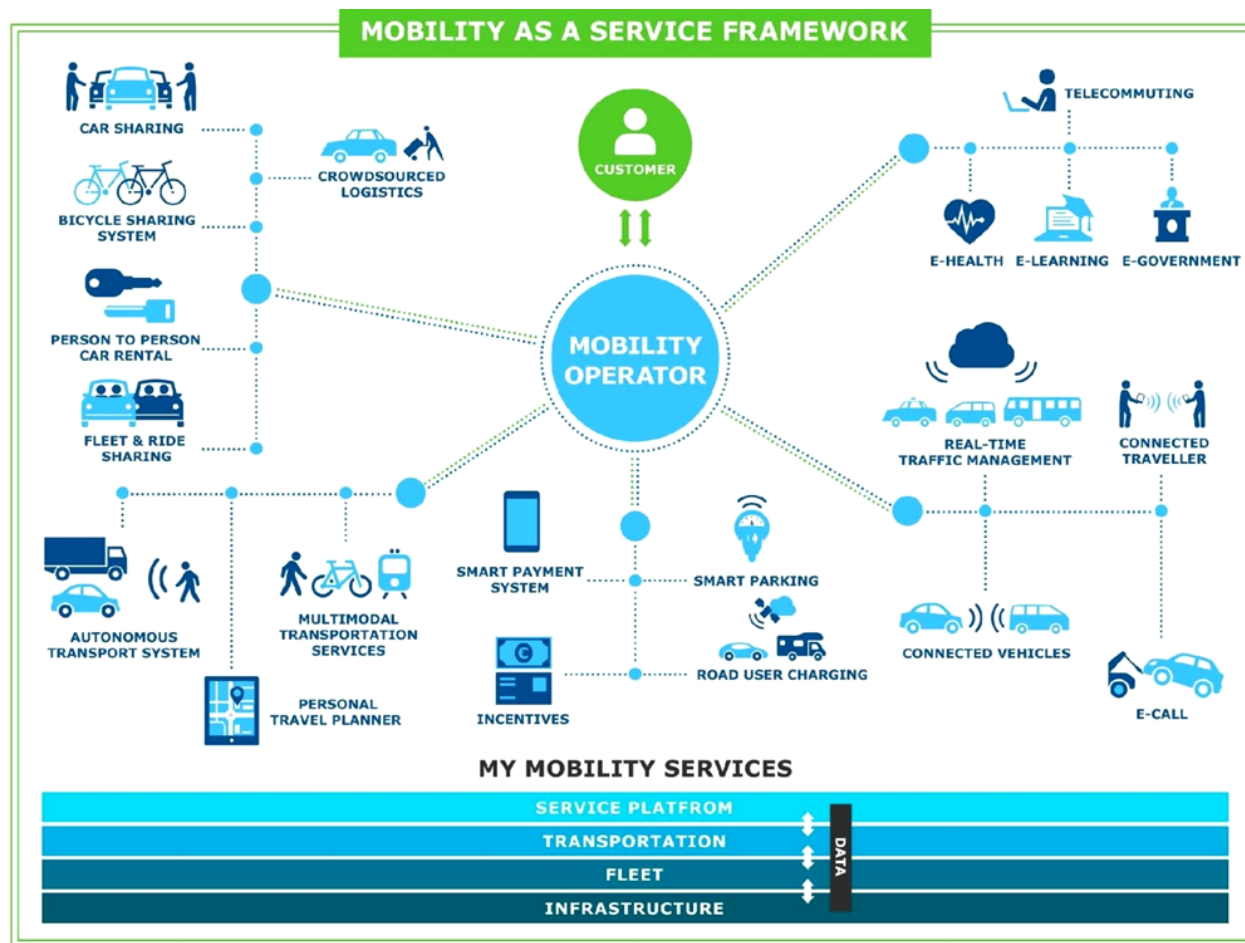 MOBILITY AS A SERVICE FRAMEWORK
CAR SHARING
CROWDSOURCED
LOGISTICS
BICYCLE SHARING
SYSTEM
PERSON TO PERSON
CAR RENTAL
FLEET & RIDE
SHARING
CUSTOMER
MOBILITY
OPERATOR
TELECOMMUTING
E-HEALTH
E-LEARNING
E-GOVERNMENT
REAL-TIME
TRAFFIC MANAGEMENT
CONNECTED
TRAVELLER
AUTONOMOUS
TRANSPORT SYSTEM
MULTIMODAL
TRANSPORTATION
SERVICES
PERSONAL
TRAVEL PLANNER
SMART PAYMENT
SYSTEM
SMART PARKING
INCENTIVES
ROAD USER CHARGING
CONNECTED VEHICLES
E-CALL
MY MOBILITY SERVICES
SERVICE PLATFROM
TRANSPORTATION
FLEET
INFRASTRUCTURE
DATA